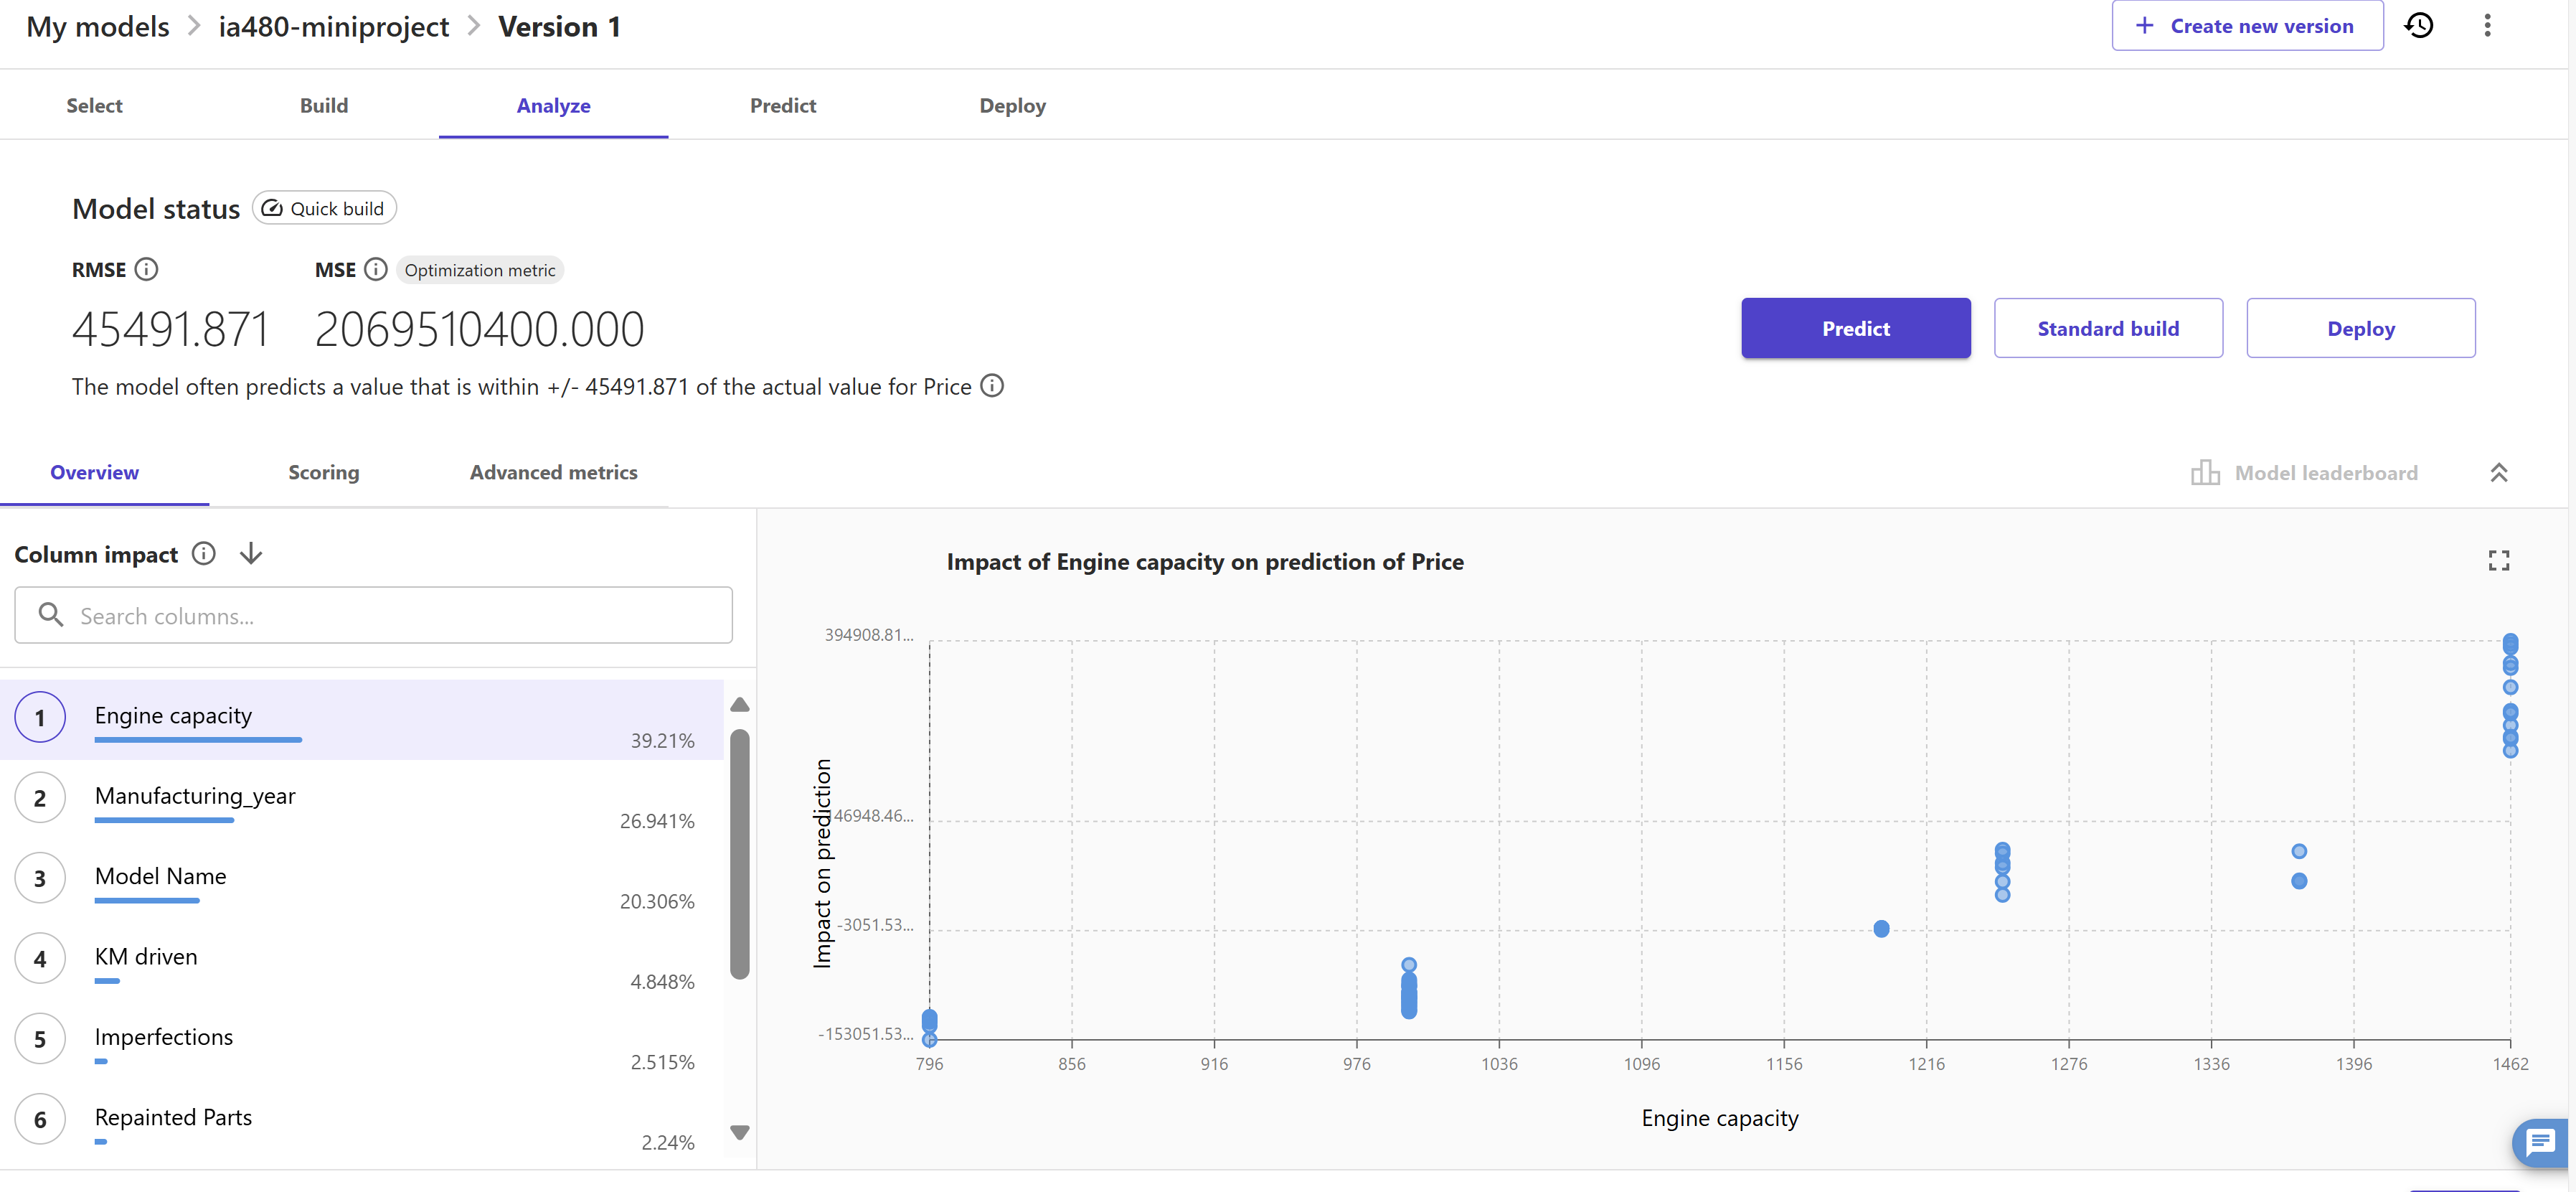 My models > ia480-miniproject > Version 1
+ Create new version
Select Build Analyze Predict Deploy
Model status Quick build
RMSE MSE Optimization metric
45491.871 2069510400.000
Predict Standard build Deploy
The model often predicts a value that is within +/- 45491.871 of the actual value for Price
Overview Scoring Advanced metrics
Model leaderboard
Column impact
Search columns...
1 Engine capacity
39.21%
2 Manufacturing_year
26.941%
3 Model Name
20.306%
4 KM driven
4.848%
5 Imperfections
2.515%
6 Repainted Parts
2.24%
Impact of Engine capacity on prediction of Price
Impact on prediction
394908.81...
46948.46...
-3051.53...
-153051.53...
796 856 916 976 1036 1096 1156 1216 1276 1336 1396 1462
Engine capacity